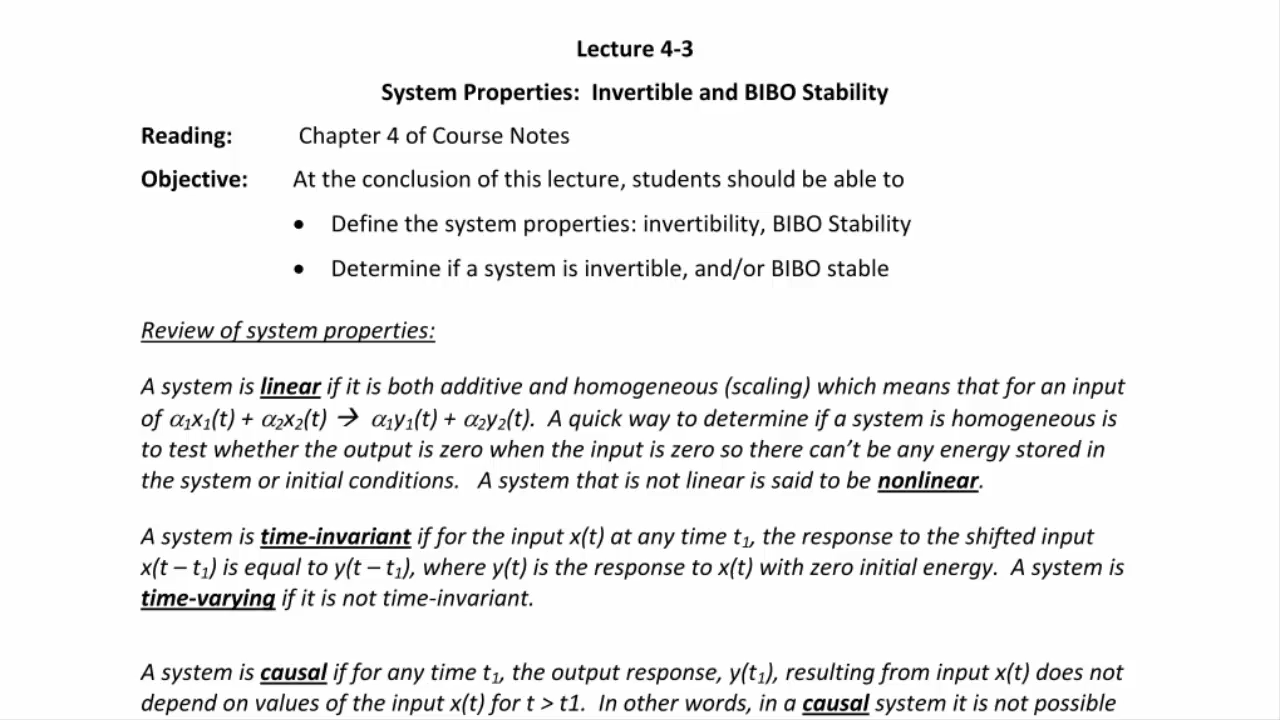 Lecture 4-3
System Properties:  Invertible and BIBO Stability
Reading: Chapter 4 of Course Notes
Objective: At the conclusion of this lecture, students should be able to
• Define the system properties: invertibility, BIBO Stability
• Determine if a system is invertible, and/or BIBO stable
Review of system properties:
A system is linear if it is both additive and homogeneous (scaling) which means that for an input
of α₁x₁(t) + α₂x₂(t) → α₁y₁(t) + α₂y₂(t).  A quick way to determine if a system is homogeneous is
to test whether the output is zero when the input is zero so there can’t be any energy stored in
the system or initial conditions.   A system that is not linear is said to be nonlinear.
A system is time-invariant if for the input x(t) at any time t₁, the response to the shifted input
x(t – t₁) is equal to y(t – t₁), where y(t) is the response to x(t) with zero initial energy.  A system is
time-varying if it is not time-invariant.
A system is causal if for any time t₁, the output response, y(t₁), resulting from input x(t) does not
depend on values of the input x(t) for t > t1.  In other words, in a causal system it is not possible